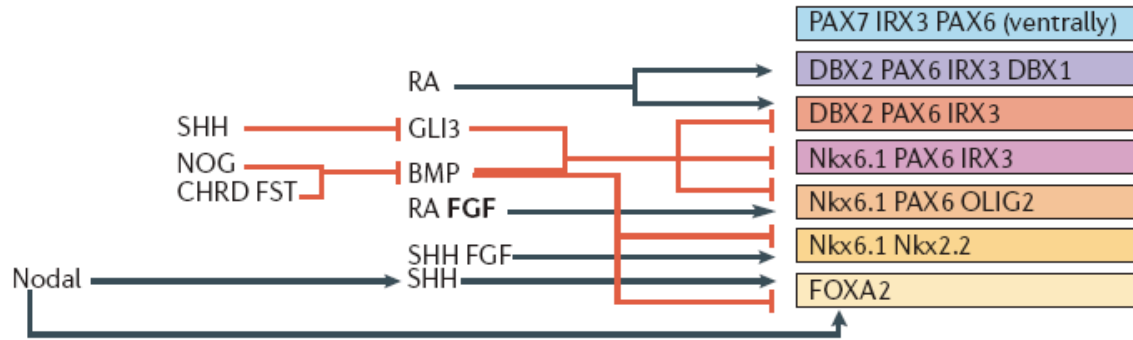 PAX7 IRX3 PAX6 (ventrally)
RA
DBX2 PAX6 IRX3 DBX1
SHH
GLI3
DBX2 PAX6 IRX3
NOG
CHRD FST
BMP
Nkx6.1 PAX6 IRX3
RA FGF
Nkx6.1 PAX6 OLIG2
SHH FGF
Nkx6.1 Nkx2.2
Nodal
SHH
FOXA2